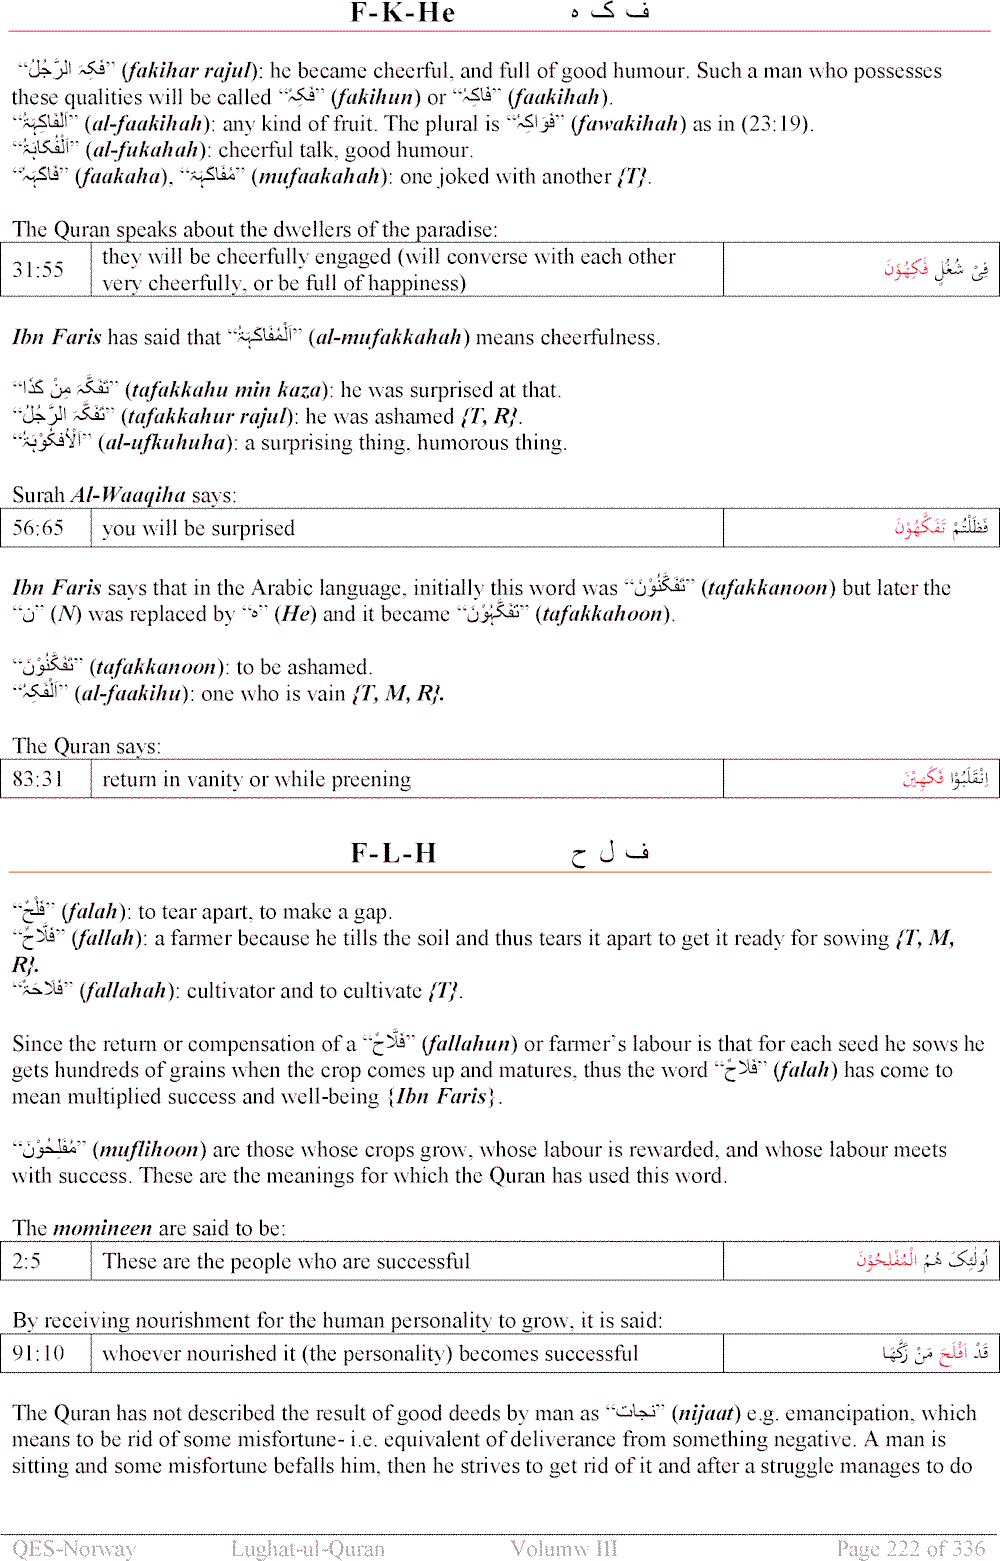 F-K-He ف ک ہ
“فَکِہَ الرَّجُلُ” (fakihar rajul): he became cheerful, and full of good humour. Such a man who possesses
these qualities will be called “فَکِہٌ” (fakihun) or “فَاکِہٌ” (faakihah).
“اَلْفَاکِہَۃُ” (al-faakihah): any kind of fruit. The plural is “فَوَاکِہُ” (fawakihah) as in (23:19).
“اَلْفُکَاہَۃُ” (al-fukahah): cheerful talk, good humour.
“فَاکَہَہٗ” (faakaha), “مُفَاکَہَۃ” (mufaakahah): one joked with another {T}.
The Quran speaks about the dwellers of the paradise:
31:55 they will be cheerfully engaged (will converse with each other فِیْ شُغُلٍ فٰکِہُوْنَ
very cheerfully, or be full of happiness)
Ibn Faris has said that “اَلْمُفَاکَہَۃُ” (al-mufakkahah) means cheerfulness.
“تَفَکَّہَ مِنْ کَذَا” (tafakkahu min kaza): he was surprised at that.
“تَفَکَّہَ الرَّجُلُ” (tafakkahur rajul): he was ashamed {T, R}.
“اَلْاُفْکُوْہَۃُ” (al-ufkuhuha): a surprising thing, humorous thing.
Surah Al-Waaqiha says:
56:65 you will be surprised فَظَلْتُمْ تَفَکَّہُوْنَ
Ibn Faris says that in the Arabic language, initially this word was “تَفَکَّنُوْنَ” (tafakkanoon) but later the
“ن” (N) was replaced by “ہ” (He) and it became “تَفَکَّہُوْنَ” (tafakkahoon).
“تَفَکَّنُوْنَ” (tafakkanoon): to be ashamed.
“اَلْفَکِہُ” (al-faakihu): one who is vain {T, M, R}.
The Quran says:
83:31 return in vanity or while preening اِنْقَلَبُوْا فَکِہِیْنَ
F-L-H ف ل ح
“فَلْحٌ” (falah): to tear apart, to make a gap.
“فَلَّاحٌ” (fallah): a farmer because he tills the soil and thus tears it apart to get it ready for sowing {T, M,
R}.
“فَلَاحَۃٌ” (fallahah): cultivator and to cultivate {T}.
Since the return or compensation of a “فَلَّاحٌ” (fallahun) or farmer’s labour is that for each seed he sows he
gets hundreds of grains when the crop comes up and matures, thus the word “فَلَاحٌ” (falah) has come to
mean multiplied success and well-being {Ibn Faris}.
“مُفْلِحُوْنَ” (muflihoon) are those whose crops grow, whose labour is rewarded, and whose labour meets
with success. These are the meanings for which the Quran has used this word.
The momineen are said to be:
2:5 These are the people who are successful اُولٰئِکَ ھُمُ الْمُفْلِحُوْنَ
By receiving nourishment for the human personality to grow, it is said:
91:10 whoever nourished it (the personality) becomes successful قَدْ اَفْلَحَ مَنْ زَکّٰھَا
The Quran has not described the result of good deeds by man as “نجات” (nijaat) e.g. emancipation, which
means to be rid of some misfortune- i.e. equivalent of deliverance from something negative. A man is
sitting and some misfortune befalls him, then he strives to get rid of it and after a struggle manages to do
QES-Norway Lughat-ul-Quran Volumw III Page 222 of 336